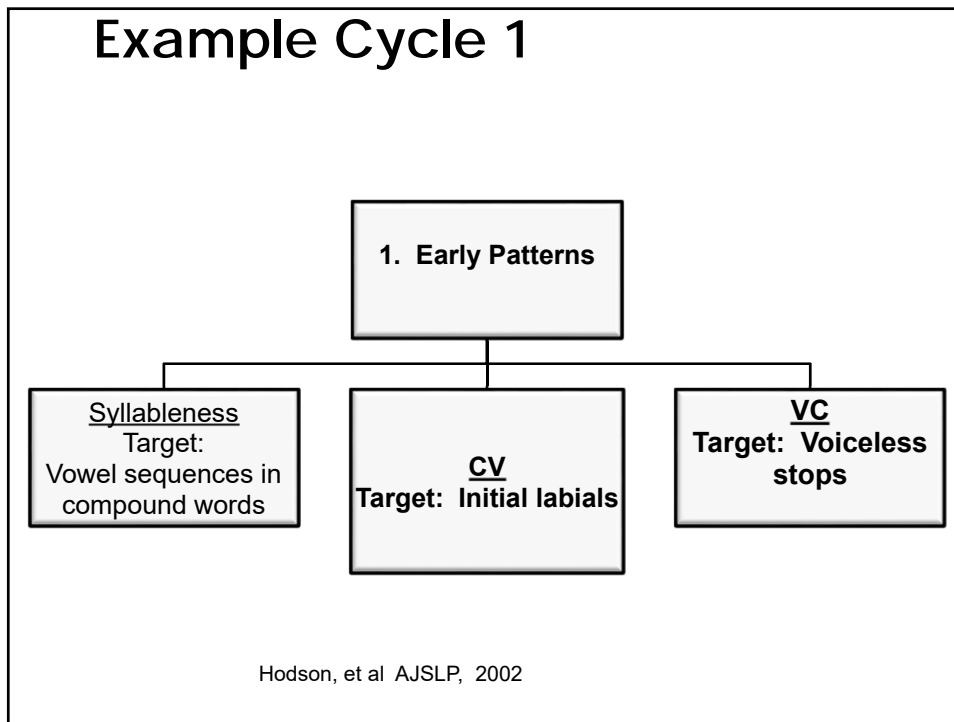 Example Cycle 1
1. Early Patterns
Syllableness
Target:
Vowel sequences in
compound words
CV
Target: Initial labials
VC
Target: Voiceless
stops
Hodson, et al AJSLP, 2002